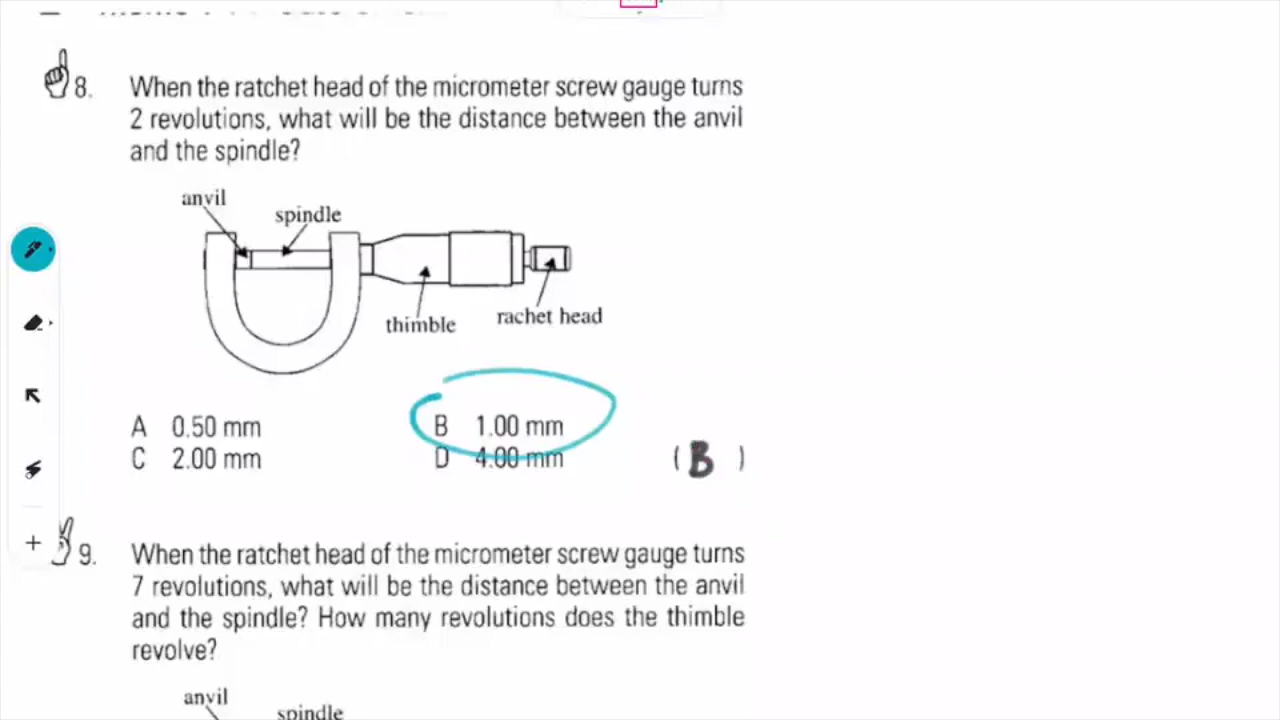 8. When the ratchet head of the micrometer screw gauge turns
2 revolutions, what will be the distance between the anvil
and the spindle?
anvil
spindle
thimble
rachet head
A 0.50 mm B 1.00 mm
C 2.00 mm D 4.00 mm (B)
9. When the ratchet head of the micrometer screw gauge turns
7 revolutions, what will be the distance between the anvil
and the spindle? How many revolutions does the thimble
revolve?
anvil
spindle